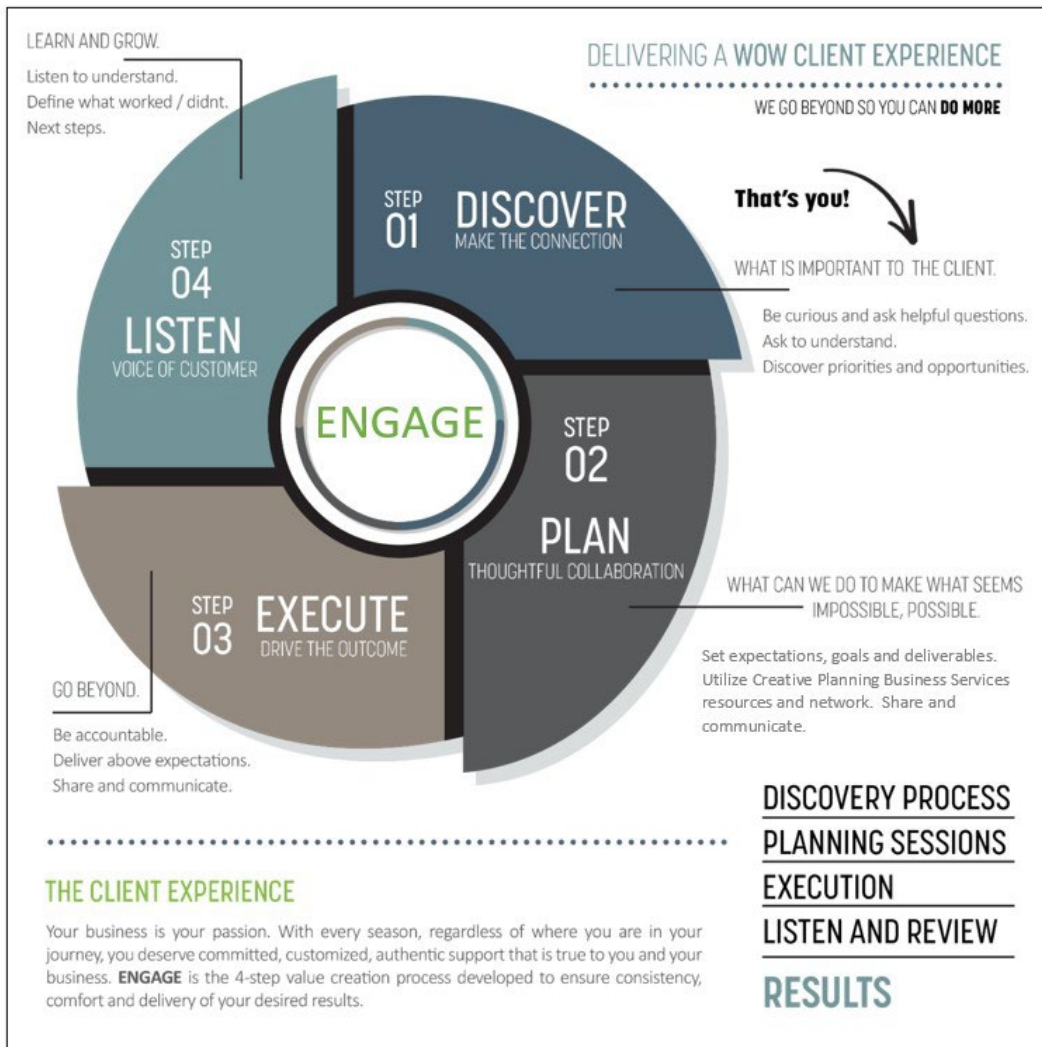 DELIVERING A WOW CLIENT EXPERIENCE
WE GO BEYOND SO YOU CAN DO MORE
LEARN AND GROW.
Listen to understand.
Define what worked / didnt.
Next steps.
STEP
01
DISCOVER
MAKE THE CONNECTION
That's you!
WHAT IS IMPORTANT TO THE CLIENT.
Be curious and ask helpful questions.
Ask to understand.
Discover priorities and opportunities.
STEP
04
LISTEN
VOICE OF CUSTOMER
ENGAGE
STEP
02
PLAN
THOUGHTFUL COLLABORATION
WHAT CAN WE DO TO MAKE WHAT SEEMS
IMPOSSIBLE, POSSIBLE.
Set expectations, goals and deliverables.
Utilize Creative Planning Business Services
resources and network. Share and
communicate.
STEP
03
EXECUTE
DRIVE THE OUTCOME
GO BEYOND.
Be accountable.
Deliver above expectations.
Share and communicate.
THE CLIENT EXPERIENCE
Your business is your passion. With every season, regardless of where you are in your
journey, you deserve committed, customized, authentic support that is true to you and your
business. ENGAGE is the 4-step value creation process developed to ensure consistency,
comfort and delivery of your desired results.
DISCOVERY PROCESS
PLANNING SESSIONS
EXECUTION
LISTEN AND REVIEW
RESULTS